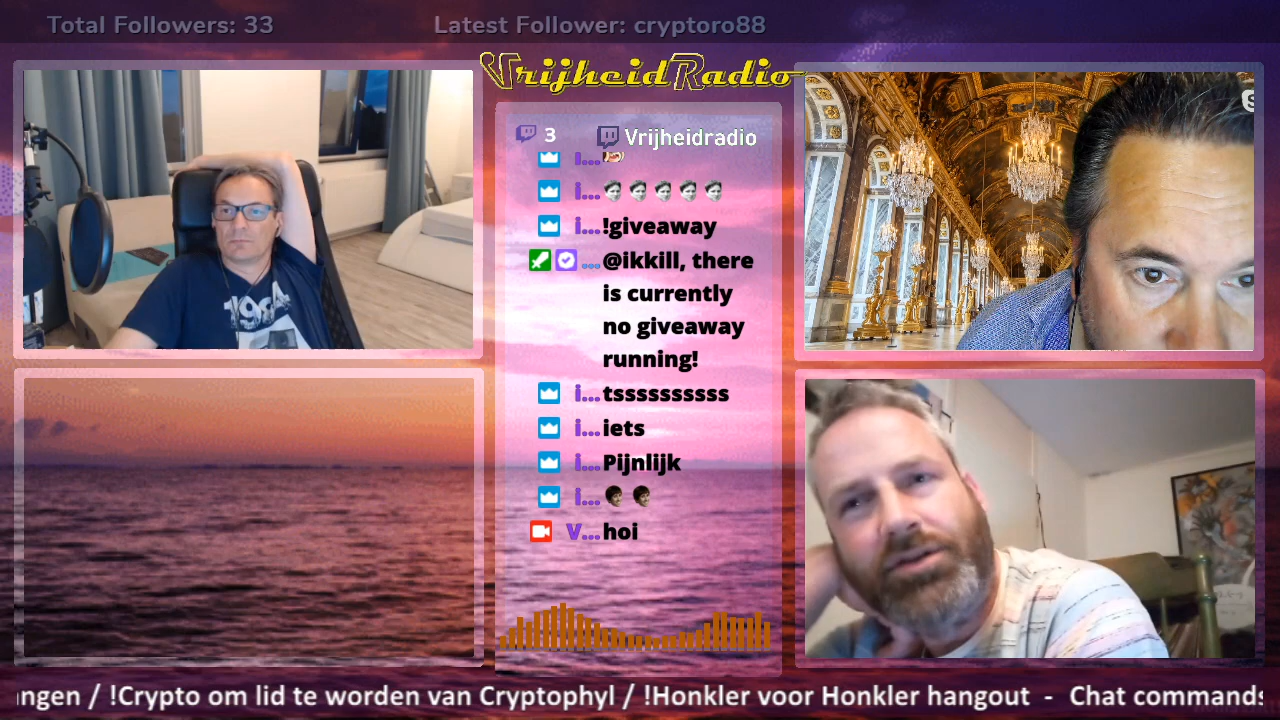 Total Followers: 33
Latest Follower: cryptoro88
VrijheidRadio
3
Vrijheidradio
i...
i...
i... !giveaway
... @ikkill, there
is currently
no giveaway
running!
i... tssssssssss
i... iets
i... Pijnlijk
i...
V... hoi
1984
ngen / !Crypto om lid te worden van Cryptophyl / !Honkler voor Honkler hangout - Chat commands